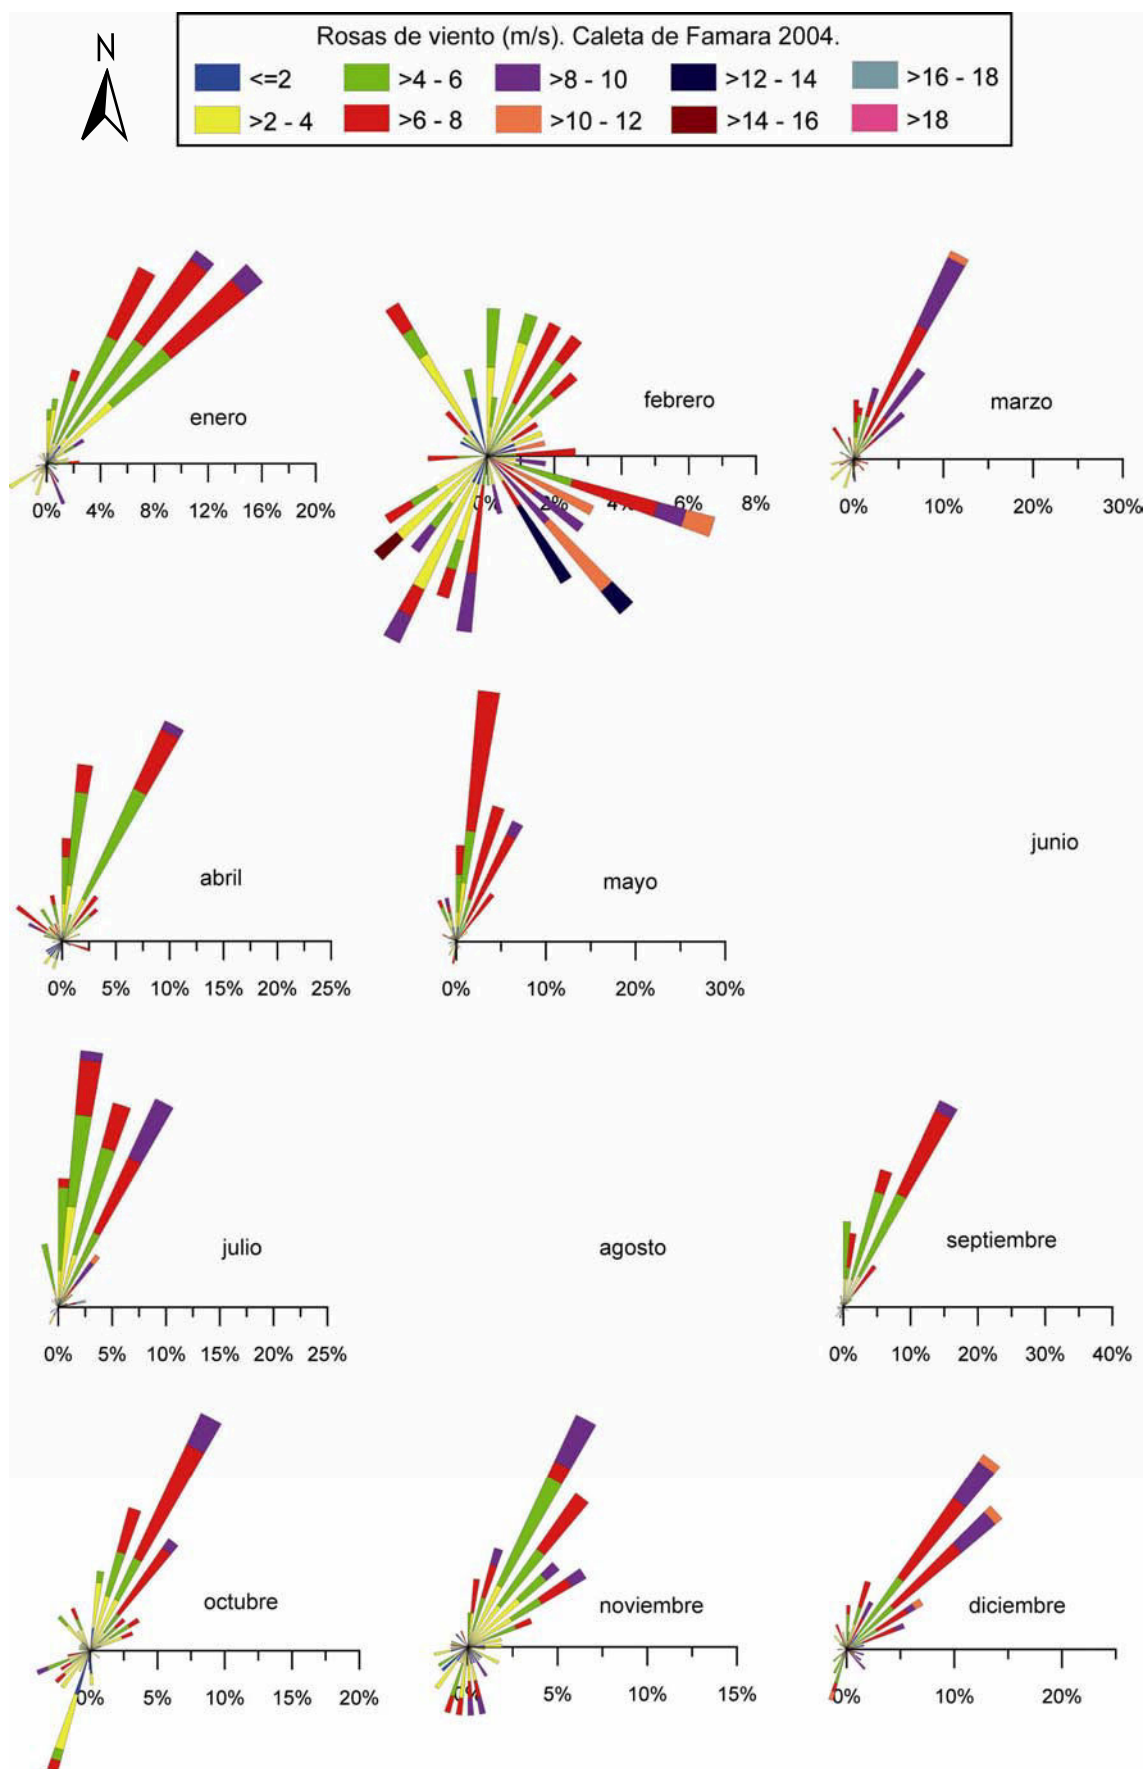 N
Rosas de viento (m/s). Caleta de Famara 2004.
<=2 >4 - 6 >8 - 10 >12 - 14 >16 - 18
>2 - 4 >6 - 8 >10 - 12 >14 - 16 >18
enero febrero marzo
0% 4% 8% 12% 16% 20% 0% 2% 4% 6% 8% 0% 10% 20% 30%
junio
abril mayo
0% 5% 10% 15% 20% 25% 0% 10% 20% 30%
julio agosto septiembre
0% 5% 10% 15% 20% 25% 0% 10% 20% 30% 40%
octubre noviembre diciembre
0% 5% 10% 15% 20% 0% 5% 10% 15% 0% 10% 20%